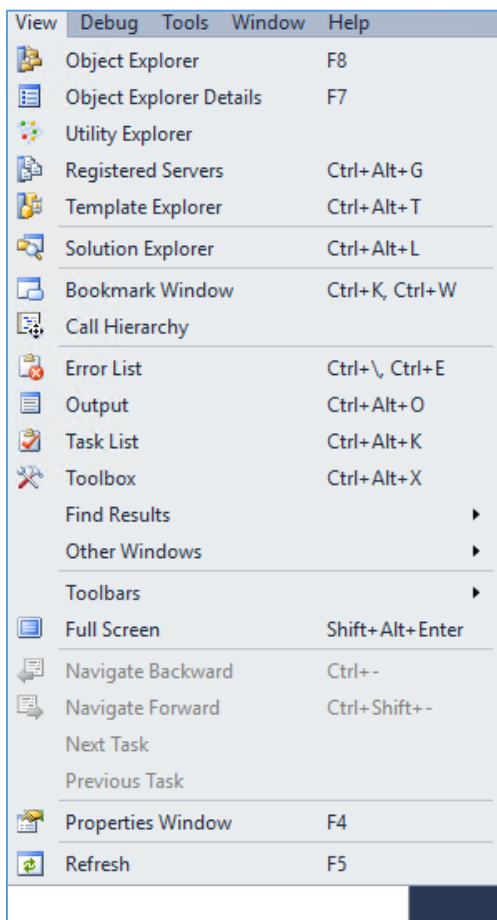 View Debug Tools Window Help
Object Explorer F8
Object Explorer Details F7
Utility Explorer
Registered Servers Ctrl+Alt+G
Template Explorer Ctrl+Alt+T
Solution Explorer Ctrl+Alt+L
Bookmark Window Ctrl+K, Ctrl+W
Call Hierarchy
Error List Ctrl+\, Ctrl+E
Output Ctrl+Alt+O
Task List Ctrl+Alt+K
Toolbox Ctrl+Alt+X
Find Results
Other Windows
Toolbars
Full Screen Shift+Alt+Enter
Navigate Backward Ctrl+-
Navigate Forward Ctrl+Shift+-
Next Task
Previous Task
Properties Window F4
Refresh F5